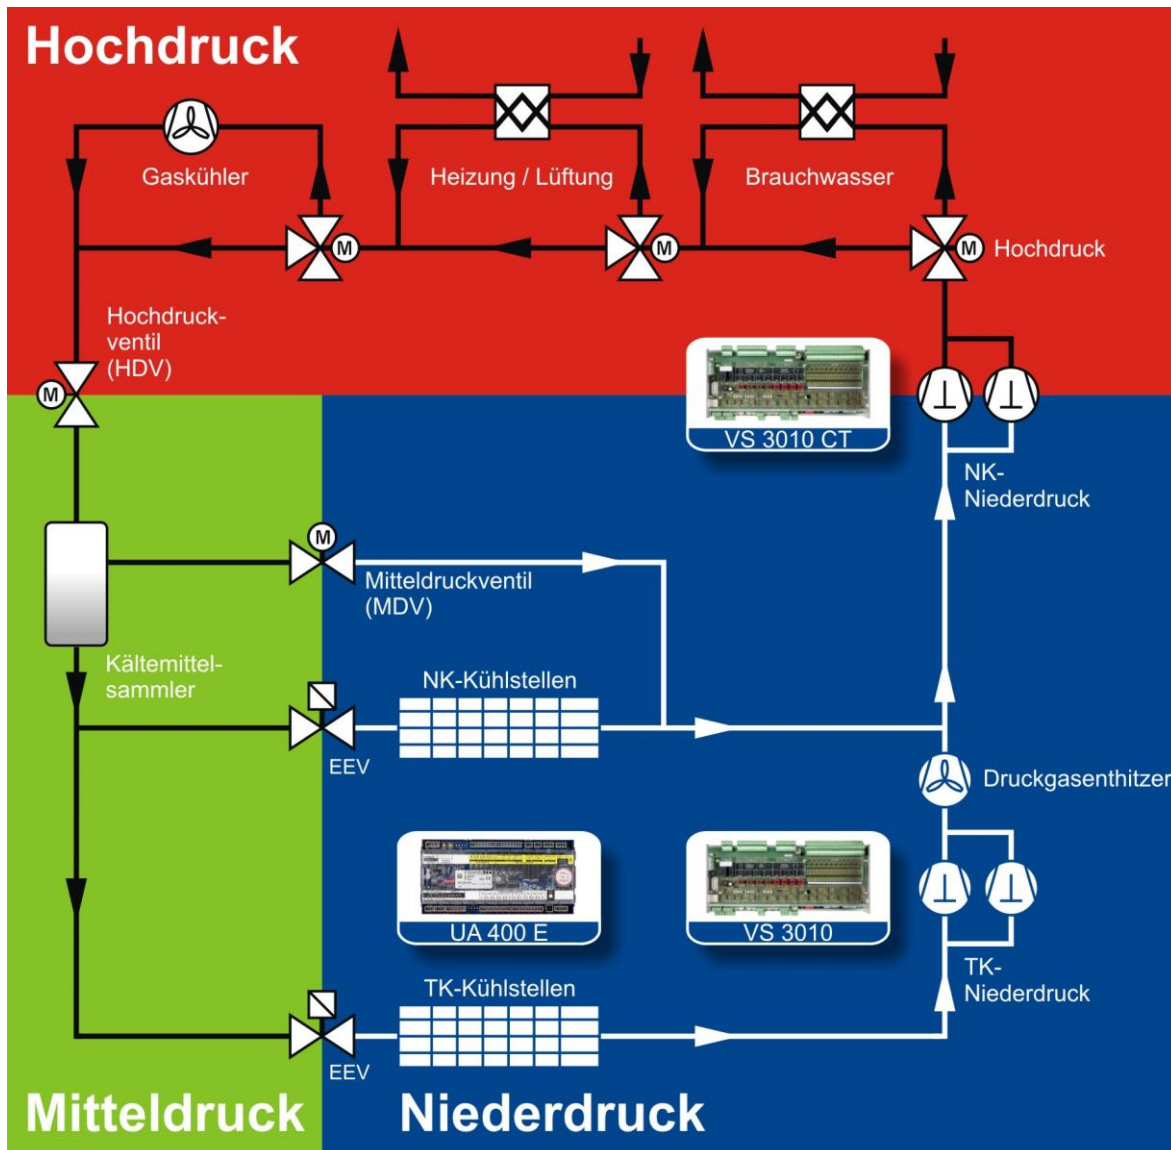 Hochdruck
Gaskühler
Heizung / Lüftung
Brauchwasser
M
M
M
Hochdruck
Hochdruck-
ventil
(HDV)
M
VS 3010 CT
NK-
Niederdruck
M
Mitteldruckventil
(MDV)
Kältemittel-
sammler
NK-Kühlstellen
EEV
Druckgasenthitzer
UA 400 E
VS 3010
TK-
Niederdruck
TK-Kühlstellen
EEV
Mitteldruck
Niederdruck